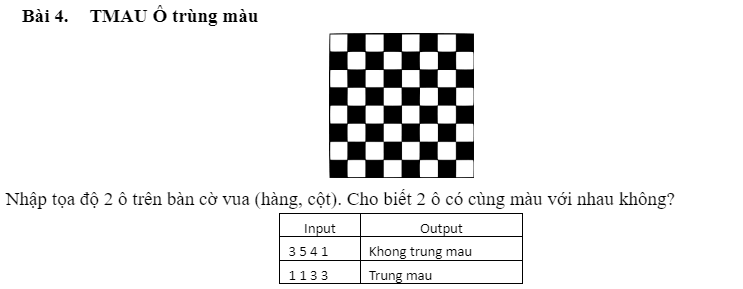 Bài 4. TMAU Ô trùng màu
Nhập tọa độ 2 ô trên bàn cờ vua (hàng, cột). Cho biết 2 ô có cùng màu với nhau không?
Input Output
3 5 4 1 Khong trung mau
1 1 3 3 Trung mau